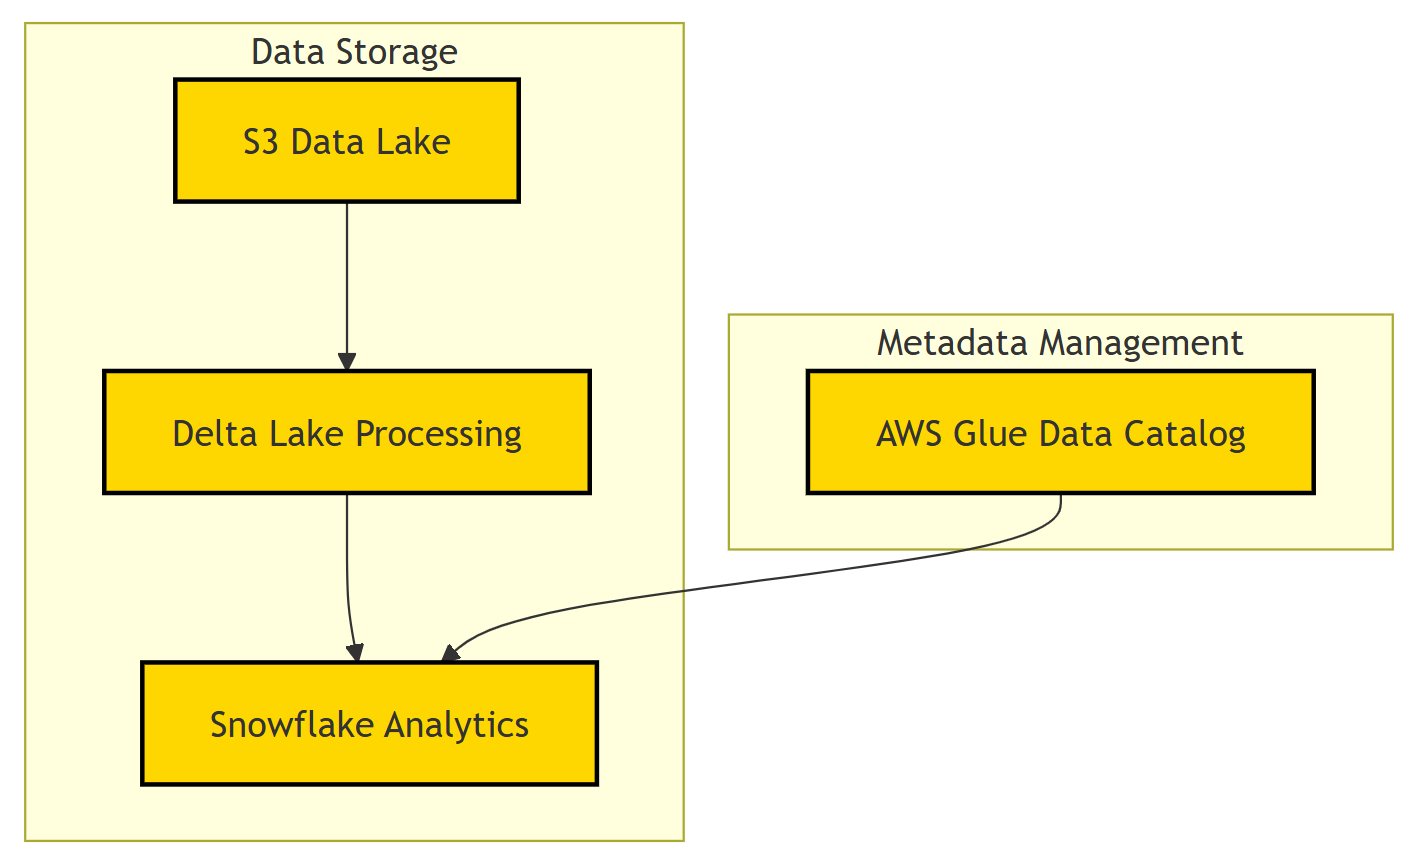 Data Storage
S3 Data Lake
Delta Lake Processing
Snowflake Analytics
Metadata Management
AWS Glue Data Catalog